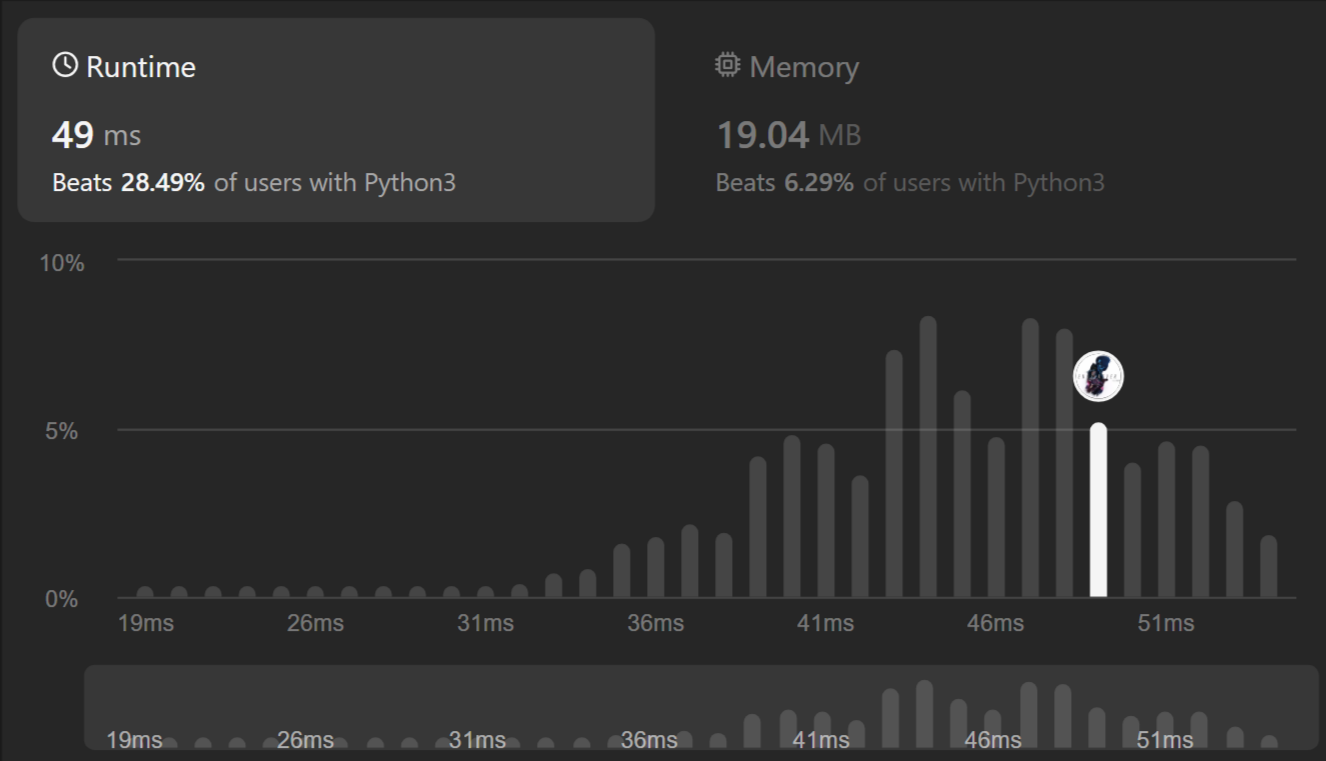 Runtime
49 ms
Beats 28.49% of users with Python3
Memory
19.04 MB
Beats 6.29% of users with Python3
10%
5%
0%
19ms 26ms 31ms 36ms 41ms 46ms 51ms
19ms 26ms 31ms 36ms 41ms 46ms 51ms